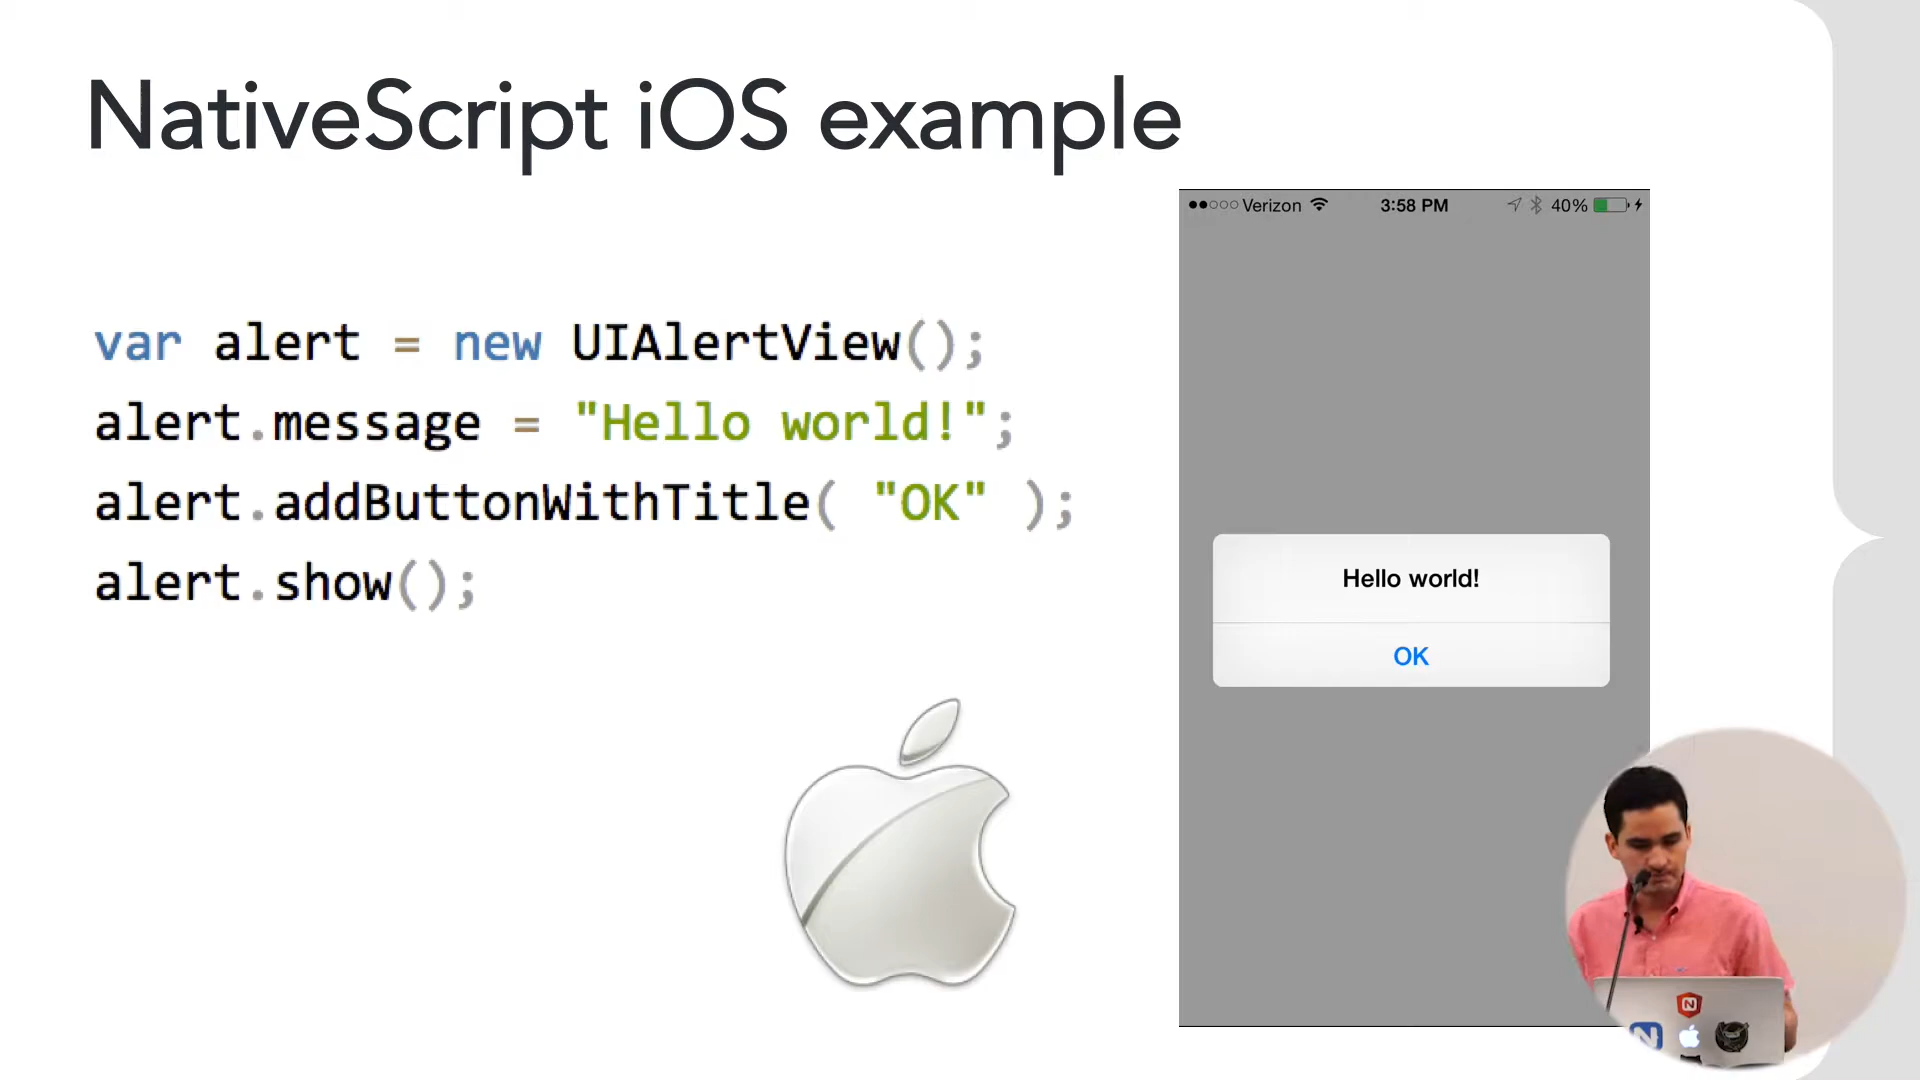 NativeScript iOS example
Verizon 3:58 PM 40%
var alert = new UIAlertView();
alert.message = "Hello world!";
alert.addButtonWithTitle( "OK" );
alert.show();
Hello world!
OK
N
N